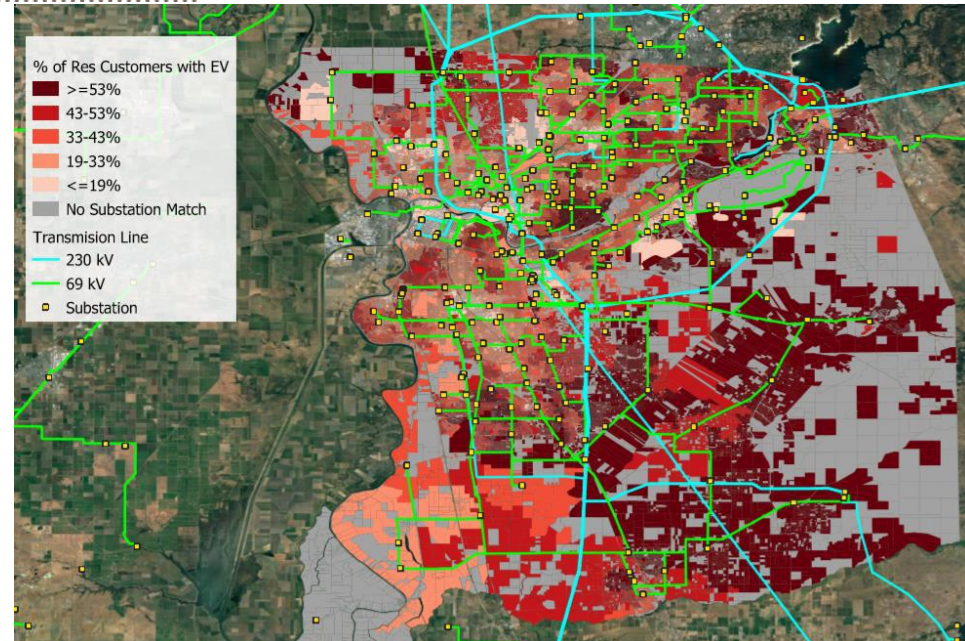 % of Res Customers with EV
>=53%
43-53%
33-43%
19-33%
<=19%
No Substation Match
Transmision Line
230 kV
69 kV
Substation